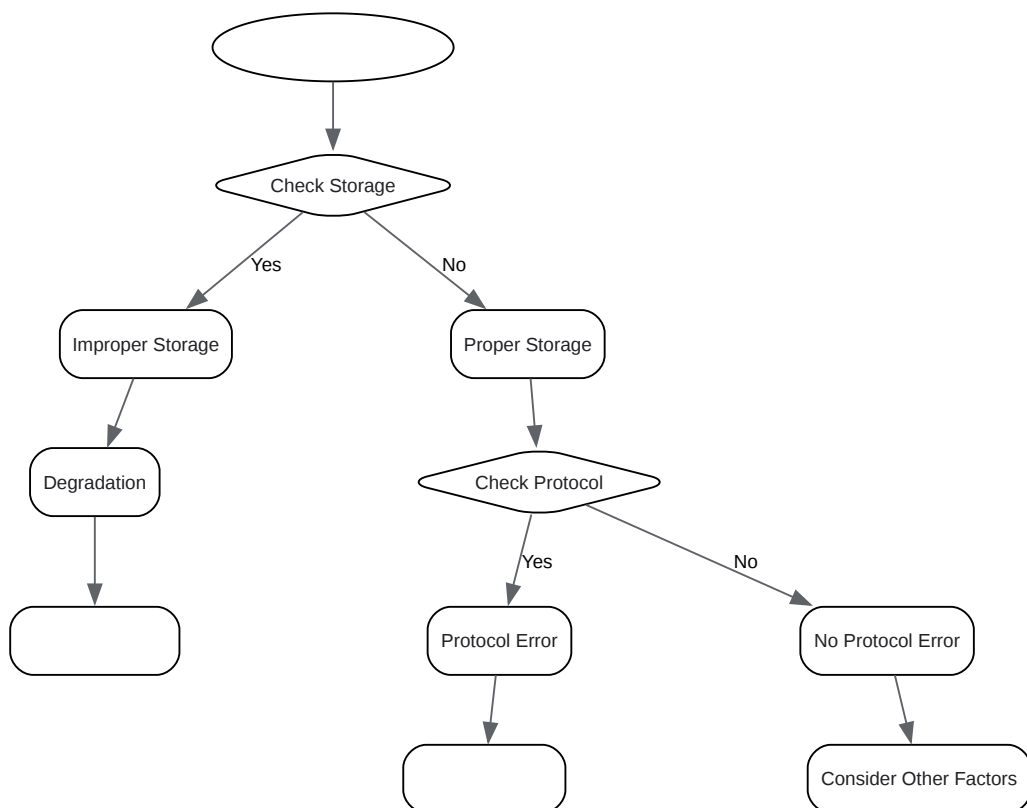 Check Storage
Yes
No
Improper Storage
Proper Storage
Degradation
Check Protocol
Yes
No
Protocol Error
No Protocol Error
Consider Other Factors